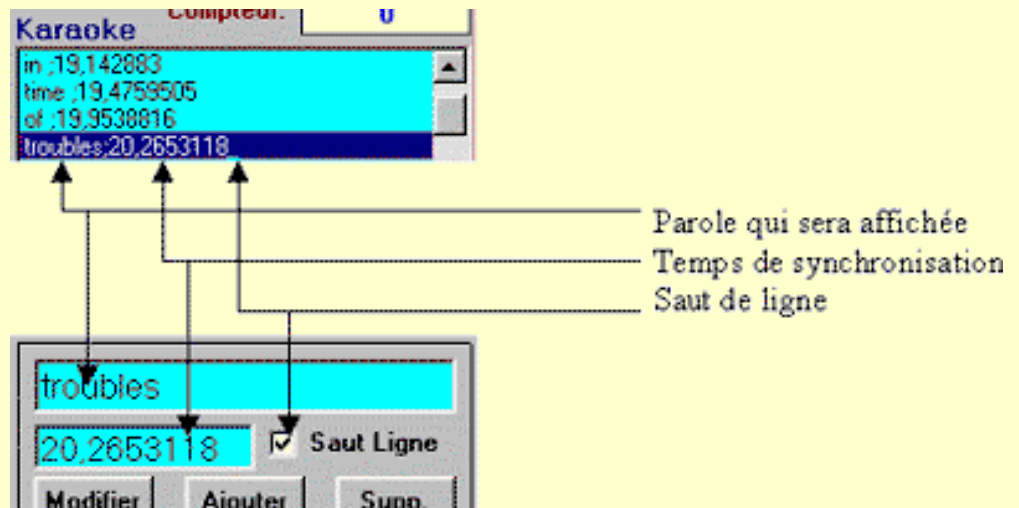 Compteur:
0
Karaoke
in ;19,142883
time ;19,4759505
of ;19,9538816
troubles;20,2653118_
Parole qui sera affichée
Temps de synchronisation
Saut de ligne
troubles
20,2653118 Saut Ligne
Modifier Ajouter Supp.